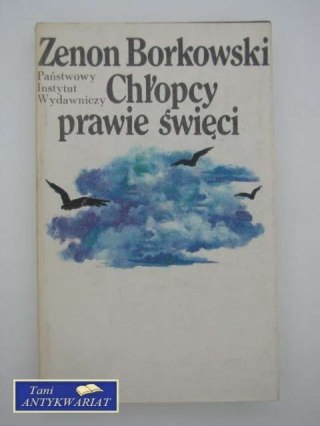 Zenon Borkowski
Państwowy
Instytut
Wydawniczy
Chłopcy
prawie święci
Tani
ANTYKWARIAT